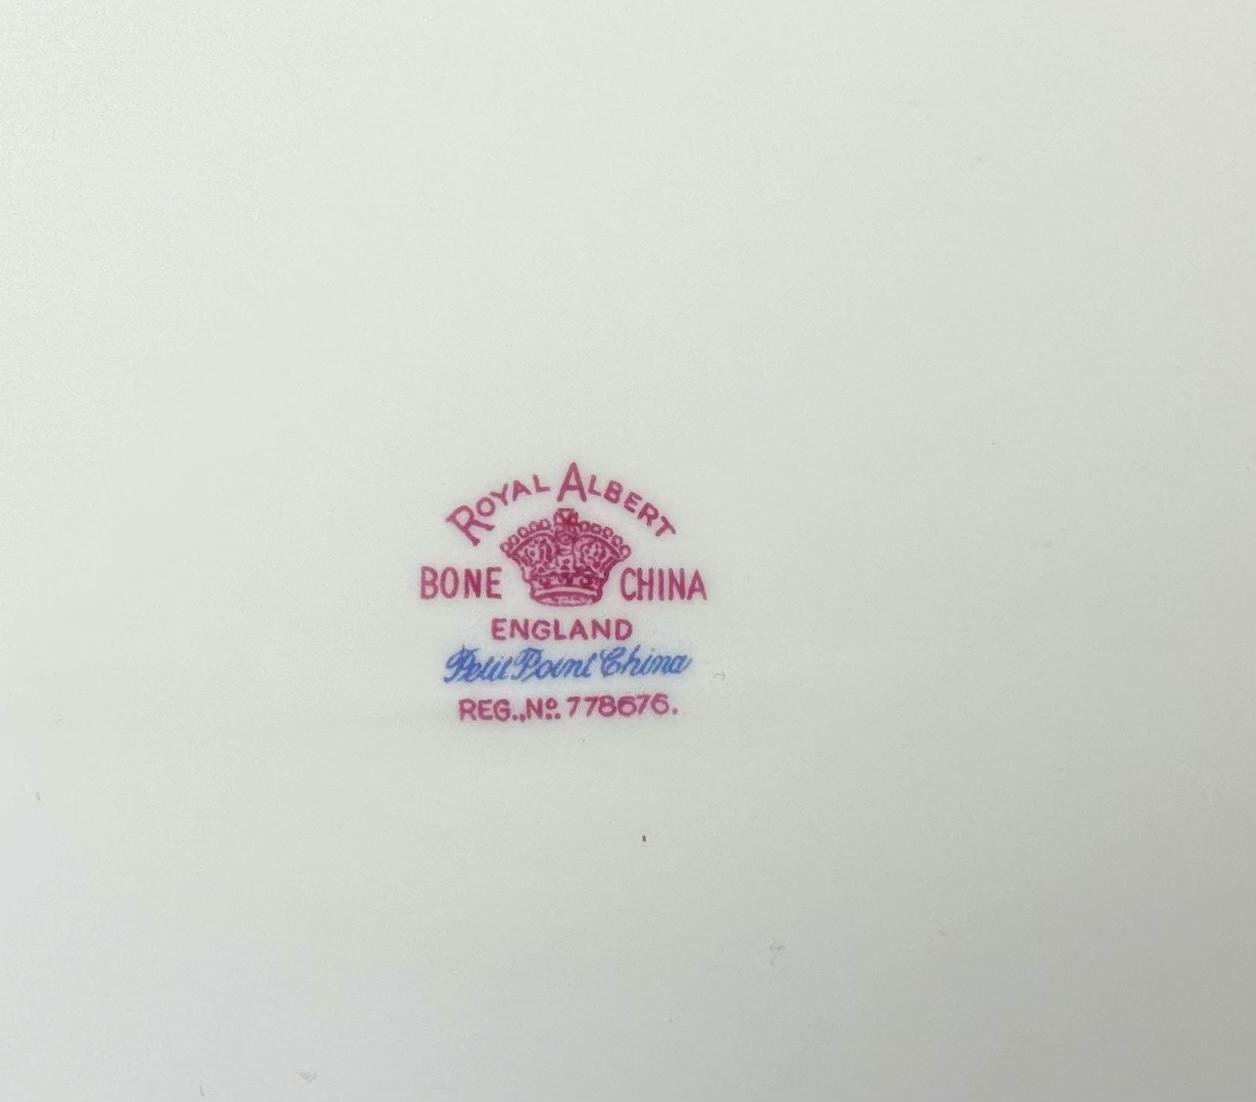 ROYAL ALBERT
BONE CHINA
ENGLAND
Petit Point China
REG., Nº. 778676.